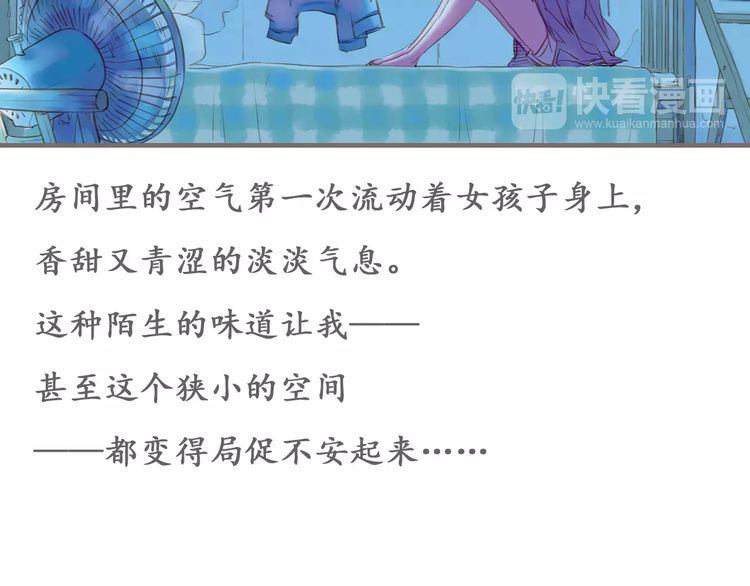 快看! 快看漫画
www.kuaikanmanhua.com
房间里的空气第一次流动着女孩子身上，
香甜又青涩的淡淡气息。
这种陌生的味道让我——
甚至这个狭小的空间
——都变得局促不安起来……